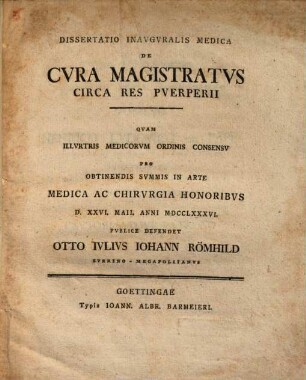 DISSERTATIO INAVGVRALIS MEDICA
DE
CVRA MAGISTRATVS
CIRCA RES PVERPERII
QVAM
ILLVRTRIS MEDICORVM ORDINIS CONSENSV
PRO
OBTINENDIS SVMMIS IN ARTE
MEDICA AC CHIRVRGIA HONORIBVS
D. XXVI. MAII. ANNI MDCCLXXXVI.
PVBLICE DEFENDET
OTTO IVLIVS IOHANN RÖMHILD
MEGAPOLITANVS
GOETTINGAE
Typis IOANN. ALBR. BARMEIERI.